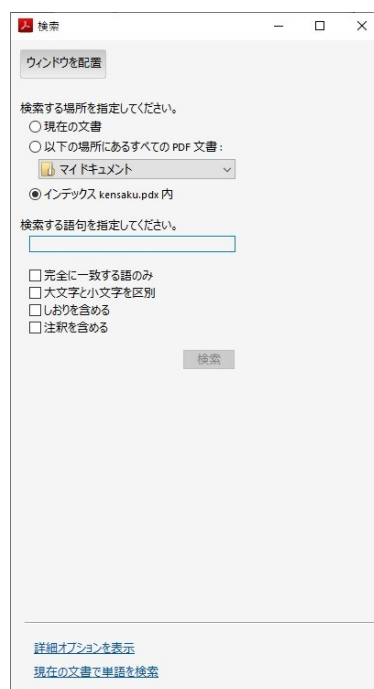 検索
ウィンドウを配置
検索する場所を指定してください。
現在の文書
以下の場所にあるすべての PDF 文書 :
マイ ドキュメント
インデックス kensaku.pdx 内
検索する語句を指定してください。
完全に一致する語のみ
大文字と小文字を区別
しおりを含める
注釈を含める
検索
詳細オプションを表示
現在の文書で単語を検索